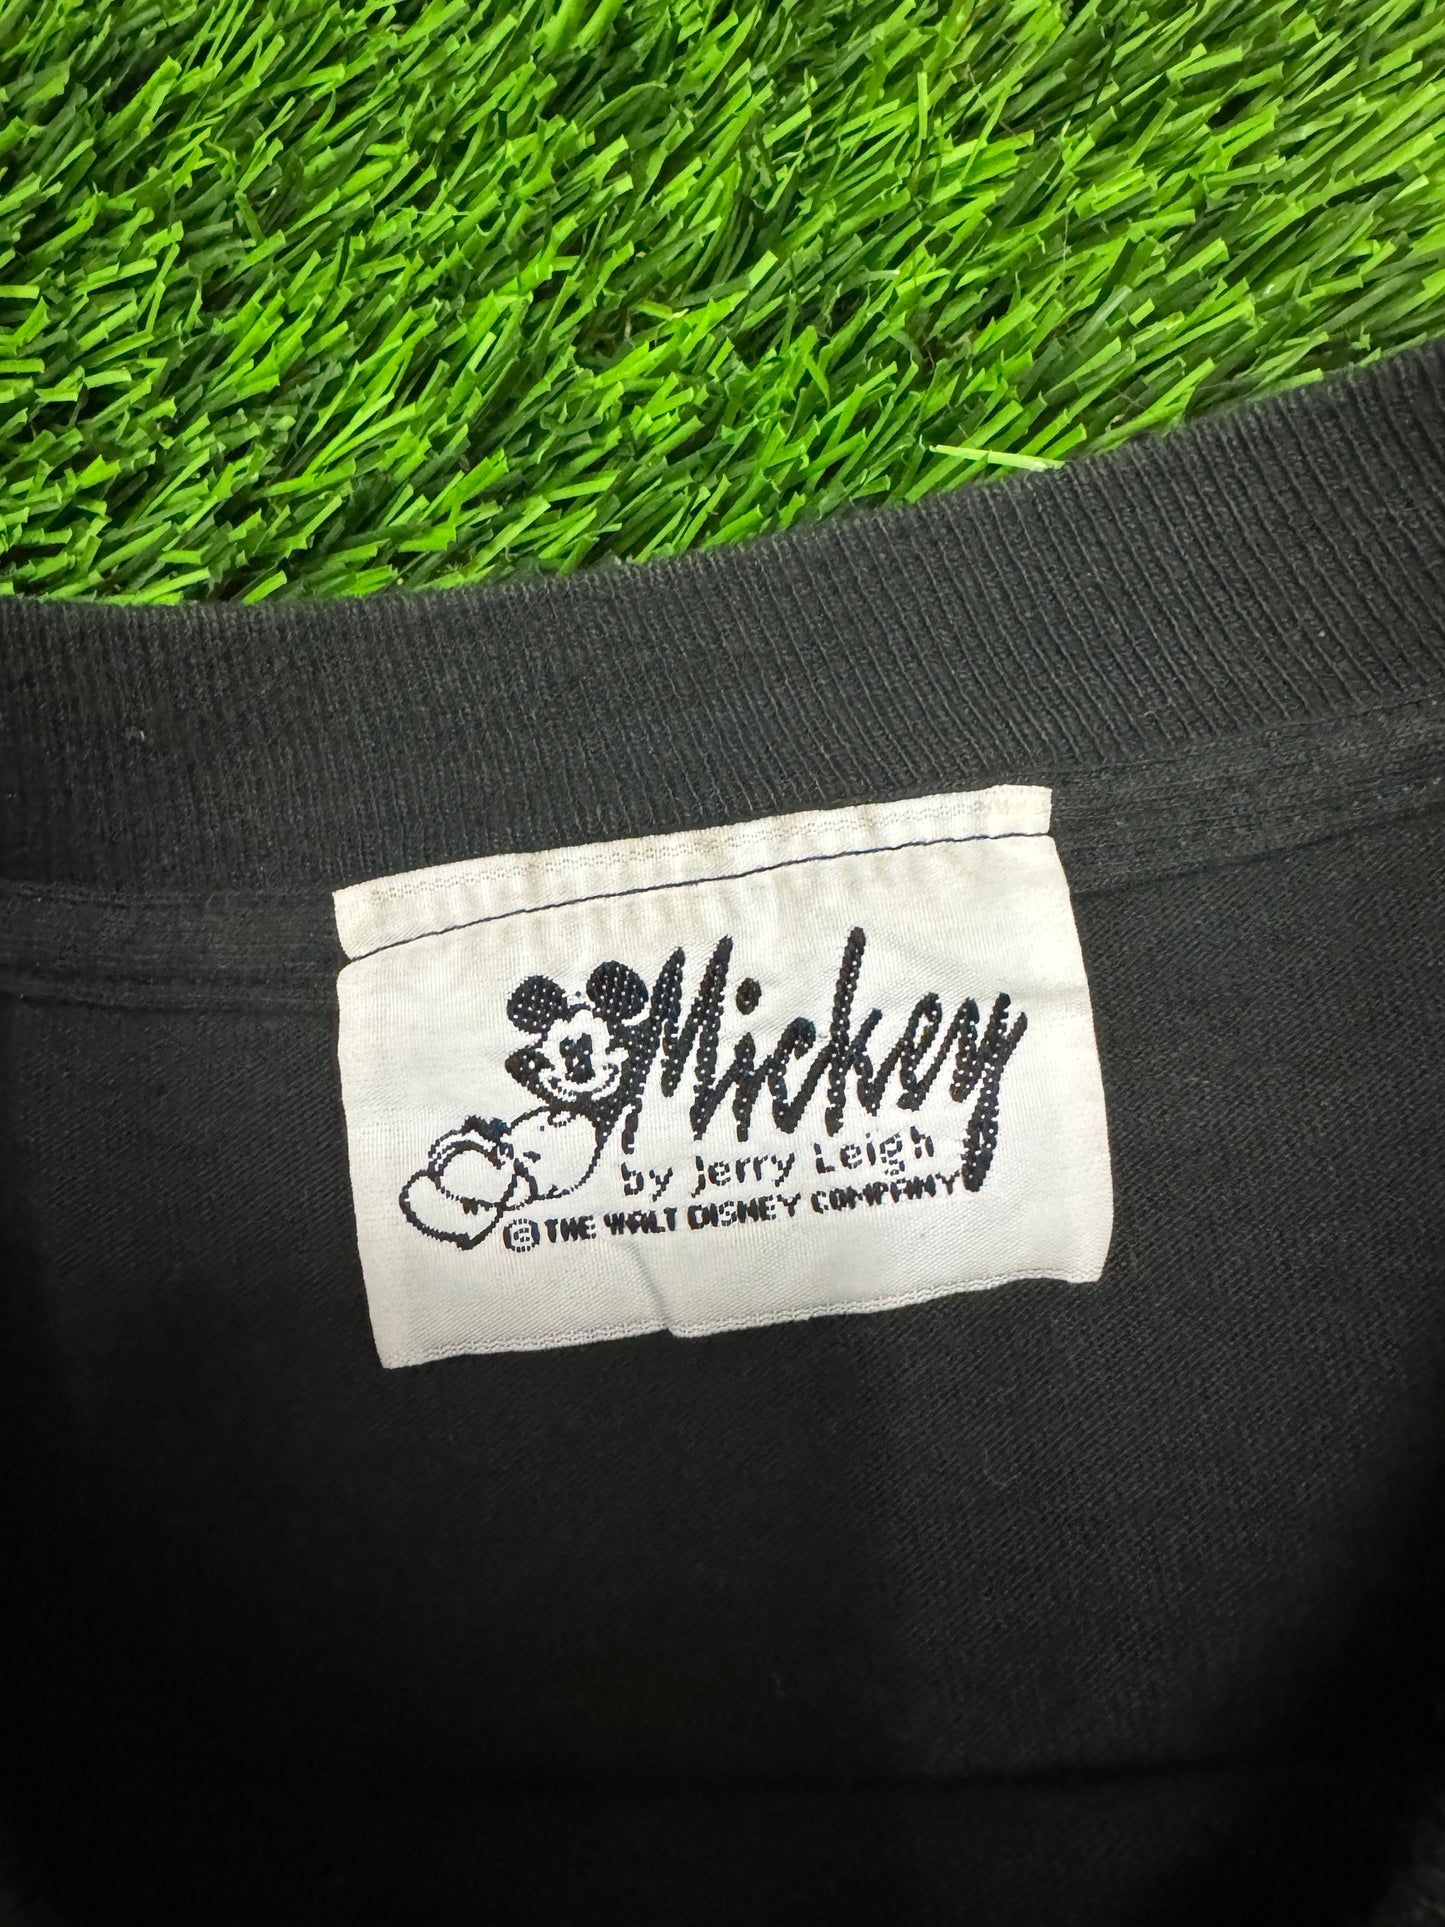 Mickey
by Jerry Leigh
© THE WALT DISNEY COMPANY